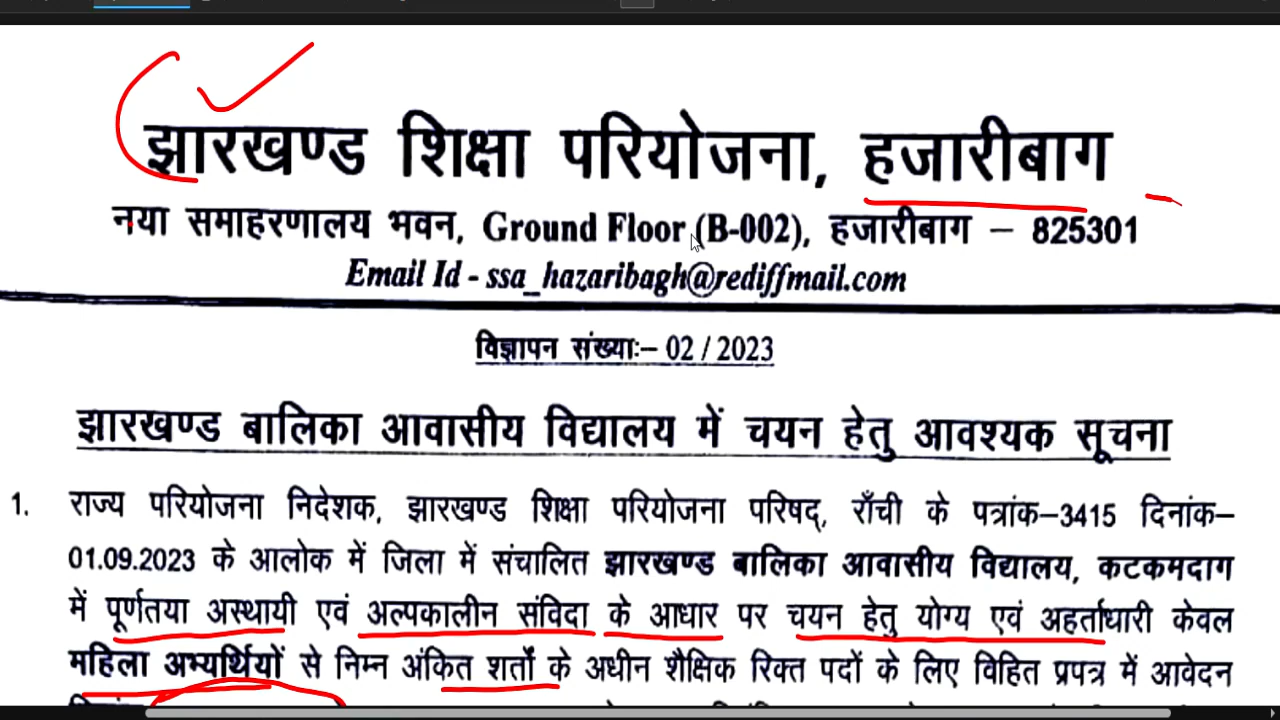 झारखण्ड शिक्षा परियोजना, हजारीबाग
नया समाहरणालय भवन, Ground Floor (B-002), हजारीबाग – 825301
Email Id - ssa_hazaribagh@rediffmail.com
विज्ञापन संख्याः– 02 / 2023
झारखण्ड बालिका आवासीय विद्यालय में चयन हेतु आवश्यक सूचना
1. राज्य परियोजना निदेशक, झारखण्ड शिक्षा परियोजना परिषद्, राँची के पत्रांक–3415 दिनांक–
01.09.2023 के आलोक में जिला में संचालित झारखण्ड बालिका आवासीय विद्यालय, कटकमदाग
में पूर्णतया अस्थायी एवं अल्पकालीन संविदा के आधार पर चयन हेतु योग्य एवं अहर्ताधारी केवल
महिला अभ्यर्थियों से निम्न अंकित शर्तों के अधीन शैक्षिक रिक्त पदों के लिए विहित प्रपत्र में आवेदन